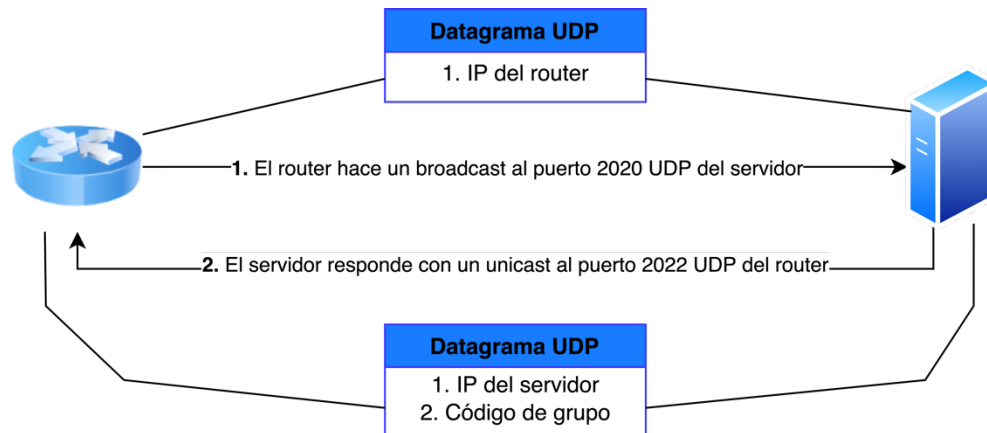 Datagrama UDP
1. IP del router
1. El router hace un broadcast al puerto 2020 UDP del servidor
2. El servidor responde con un unicast al puerto 2022 UDP del router
Datagrama UDP
1. IP del servidor
2. Código de grupo